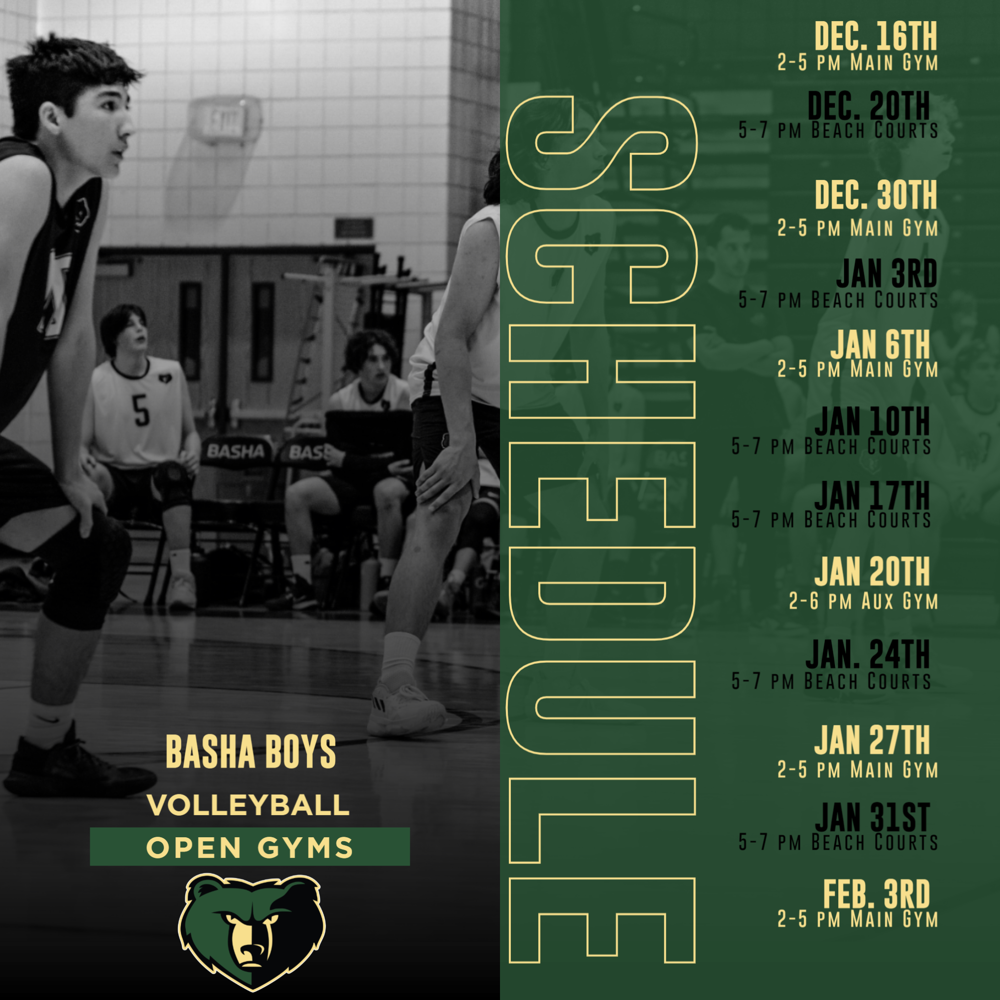 BASHA
BAS
5
BASHA BOYS
VOLLEYBALL
OPEN GYMS
SCHEDULE
DEC. 16TH
2-5 PM MAIN GYM
DEC. 20TH
5-7 PM BEACH COURTS
DEC. 30TH
2-5 PM MAIN GYM
JAN 3RD
5-7 PM BEACH COURTS
JAN 6TH
2-5 PM MAIN GYM
JAN 10TH
5-7 PM BEACH COURTS
JAN 17TH
5-7 PM BEACH COURTS
JAN 20TH
2-6 PM AUX GYM
JAN. 24TH
5-7 PM BEACH COURTS
JAN 27TH
2-5 PM MAIN GYM
JAN 31ST
5-7 PM BEACH COURTS
FEB. 3RD
2-5 PM MAIN GYM